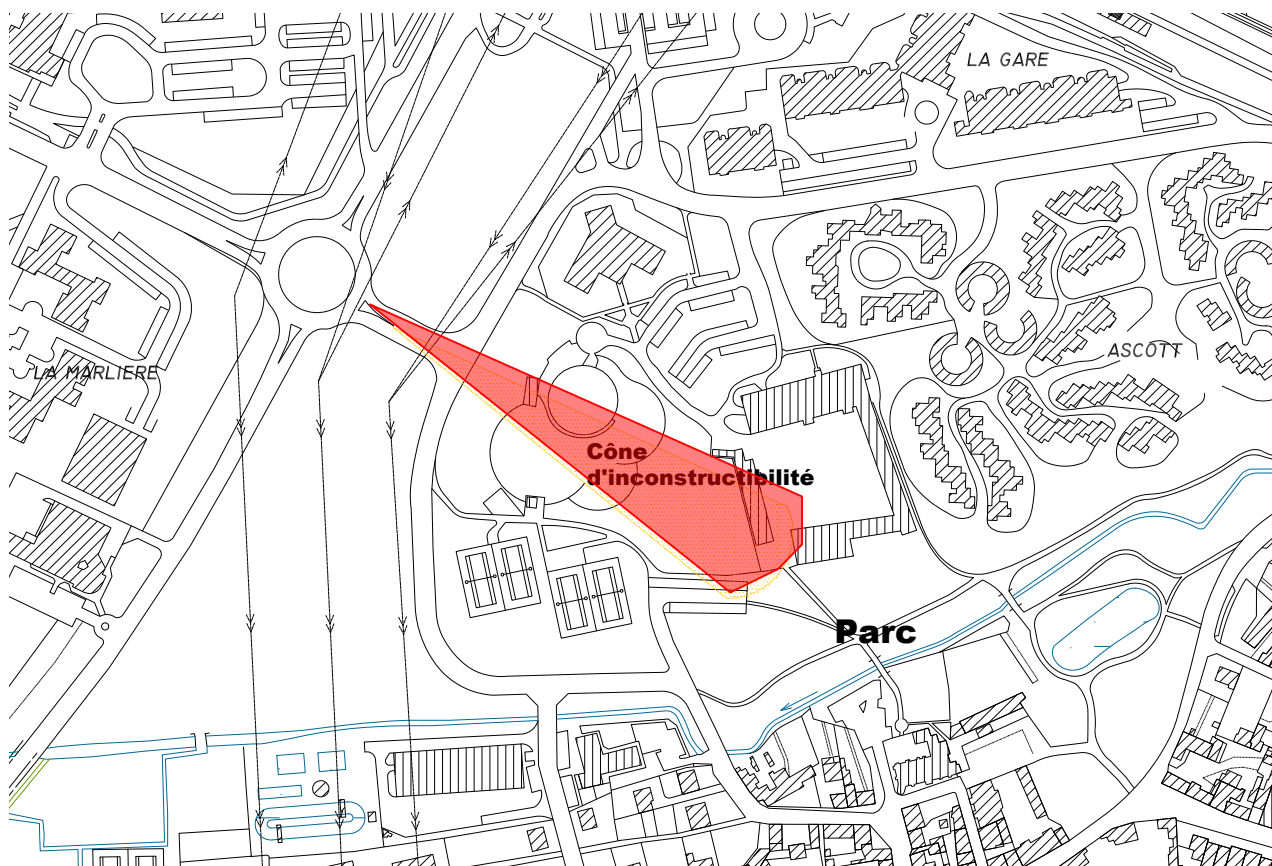 LA GARE
ASCOTT
LA MARLIERE
Cône
d'inconstructibilité
Parc